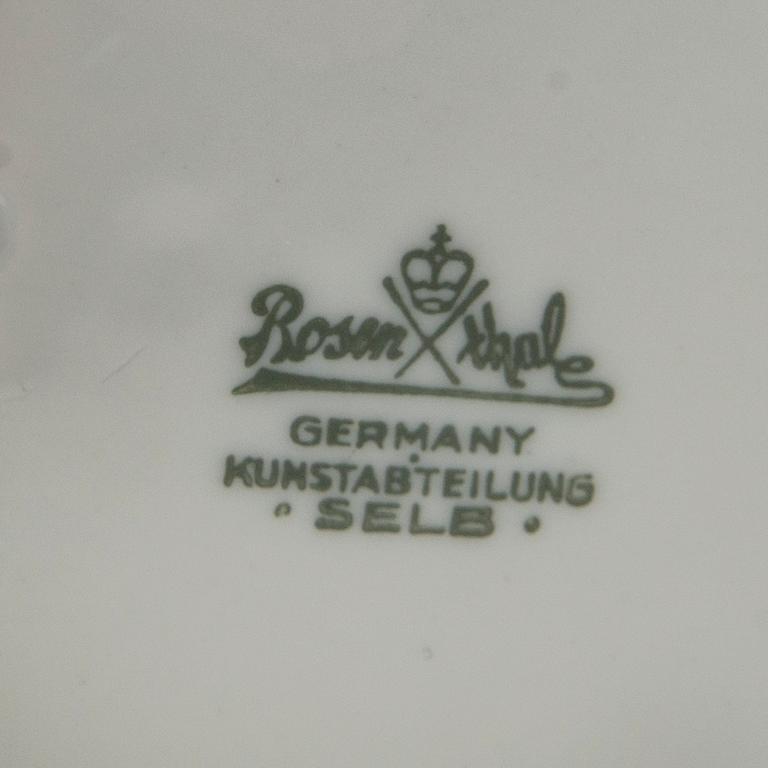 Rosenthal
GERMANY
KUNSTABTEILUNG
· SELB ·